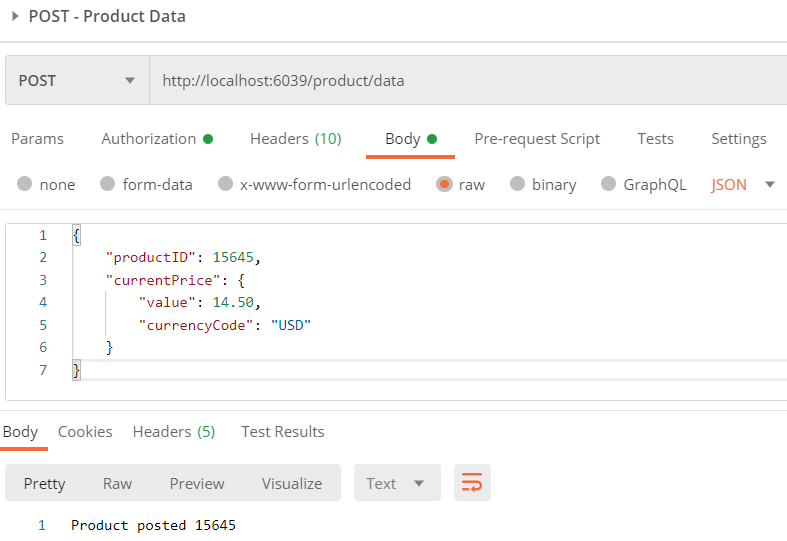 POST - Product Data
POST http://localhost:6039/product/data
Params Authorization Headers (10) Body Pre-request Script Tests Settings
none form-data x-www-form-urlencoded raw binary GraphQL JSON
1 {
2 "productID": 15645,
3 "currentPrice": {
4 "value": 14.50,
5 "currencyCode": "USD"
6 }
7 }
Body Cookies Headers (5) Test Results
Pretty Raw Preview Visualize Text
1 Product posted 15645